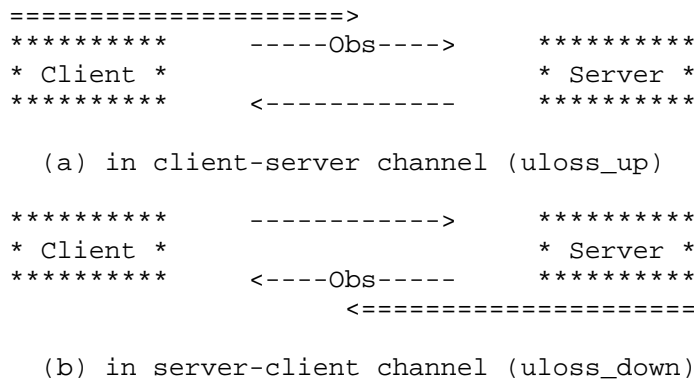 =====================>
**********     -----Obs---->     **********
* Client *                       * Server *
**********     <------------     **********
(a) in client-server channel (uloss_up)
**********     ------------>     **********
* Client *                       * Server *
**********     <----Obs-----     **********
<=====================
(b) in server-client channel (uloss_down)